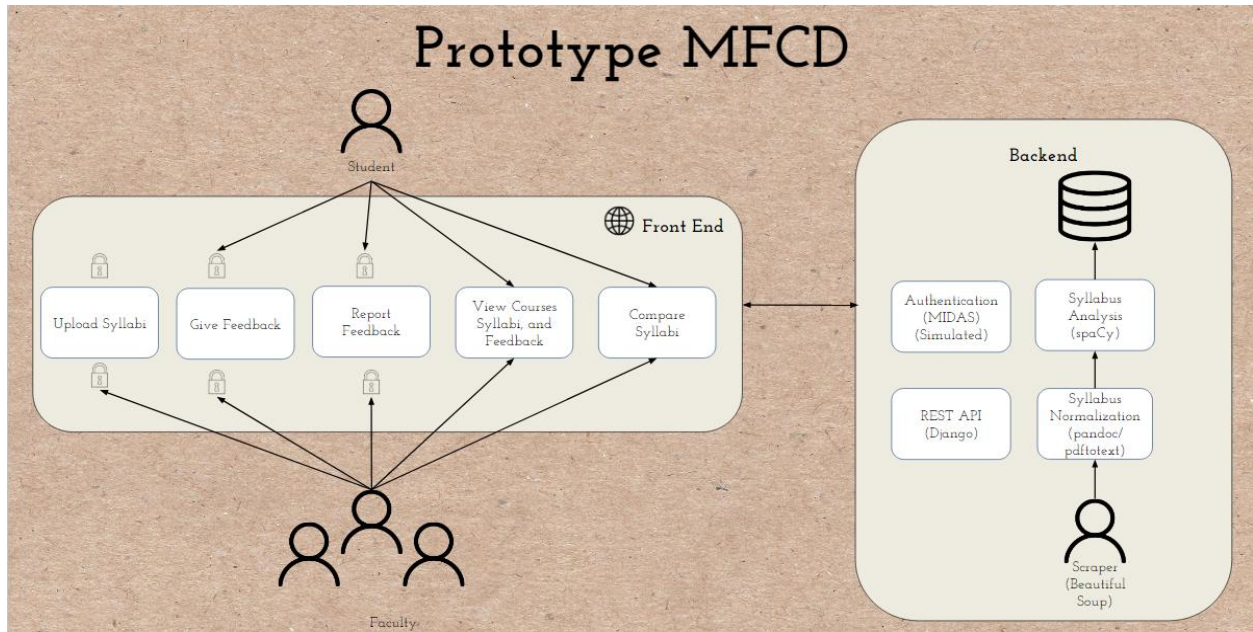 Prototype MFCD
Student
Front End
Upload Syllabi
Give Feedback
Report
Feedback
View Courses
Syllabi, and
Feedback
Compare
Syllabi
Faculty
Backend
Authentication
(MIDAS)
(Simulated)
Syllabus
Analysis
(spaCy)
REST API
(Django)
Syllabus
Normalization
(pandoc/
pdftotext)
Scraper
(Beautiful
Soup)